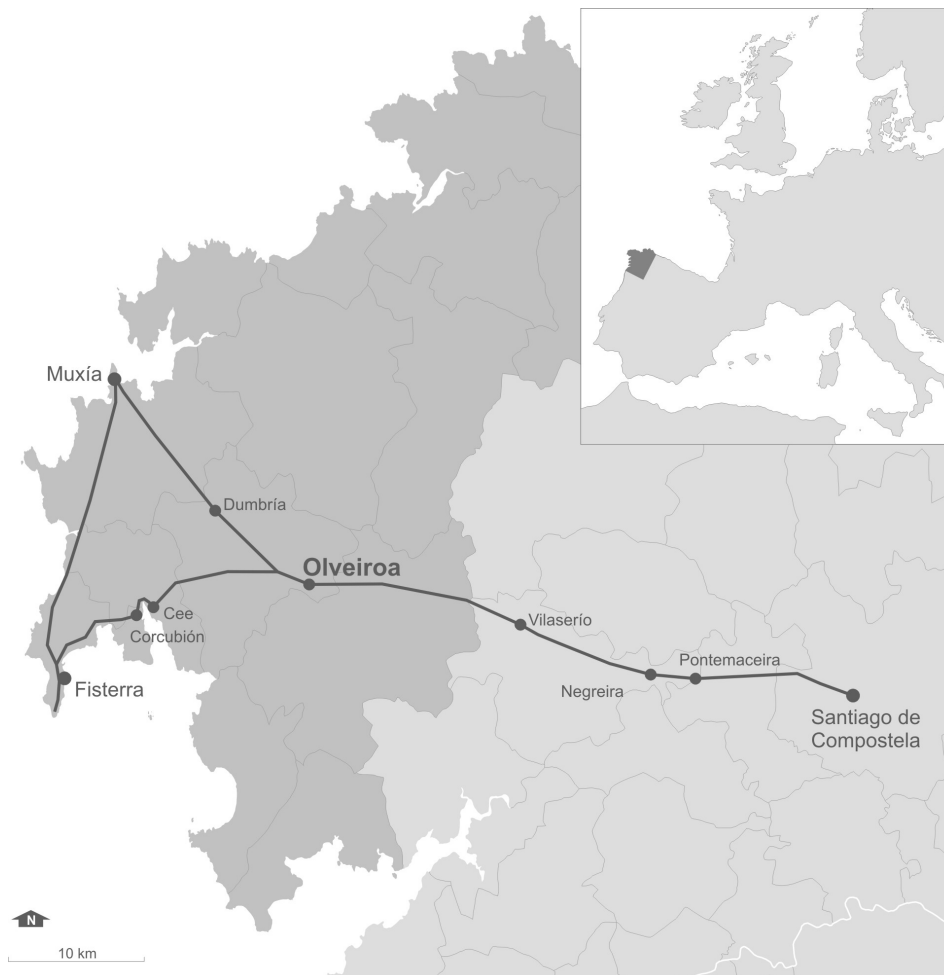 Muxía
Dumbría
Olveiroa
Cee
Corcubión
Vilaserío
Fisterra
Pontemaceira
Negreira
Santiago de
Compostela
N
10 km